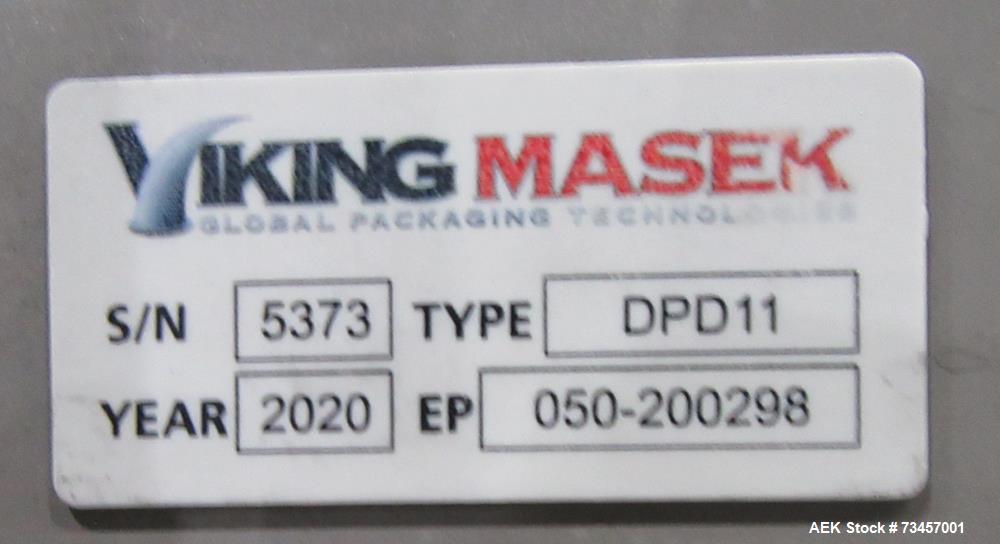 VIKING MASEK
GLOBAL PACKAGING TECHNOLOGIES
S/N 5373 TYPE DPD11
YEAR 2020 EP 050-200298
AEK Stock # 73457001